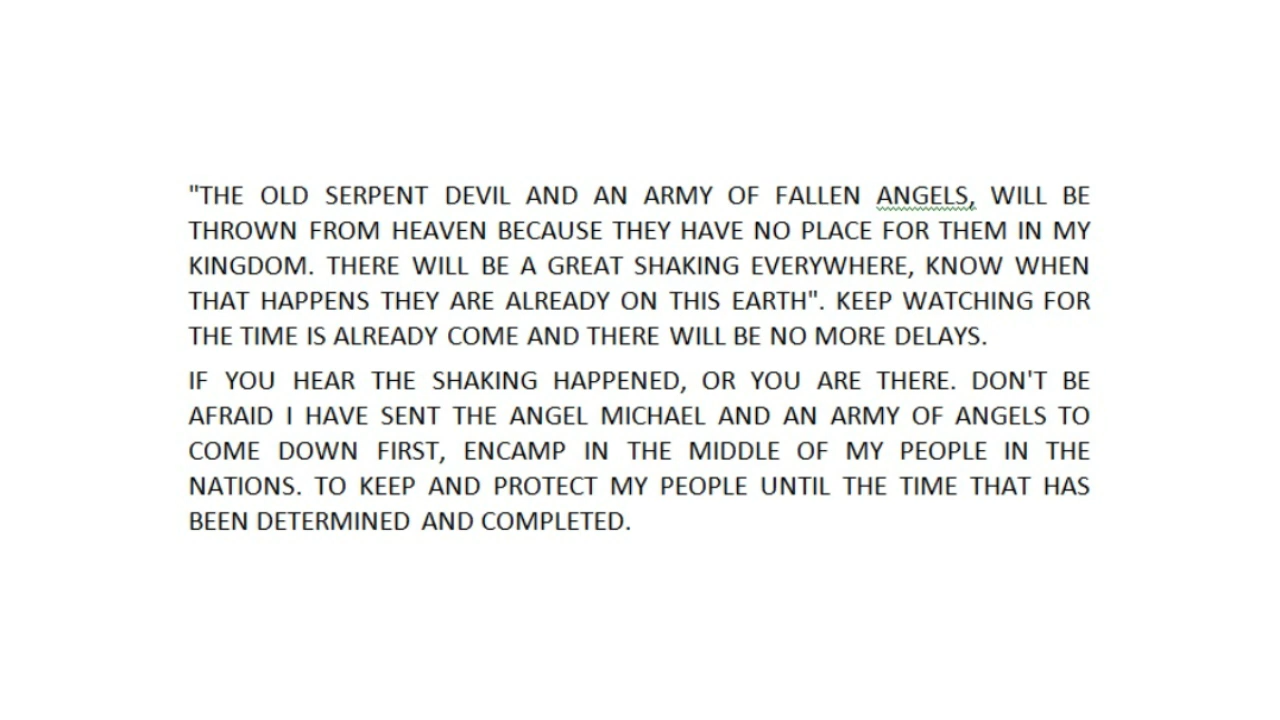 "THE OLD SERPENT DEVIL AND AN ARMY OF FALLEN ANGELS, WILL BE
THROWN FROM HEAVEN BECAUSE THEY HAVE NO PLACE FOR THEM IN MY
KINGDOM. THERE WILL BE A GREAT SHAKING EVERYWHERE, KNOW WHEN
THAT HAPPENS THEY ARE ALREADY ON THIS EARTH". KEEP WATCHING FOR
THE TIME IS ALREADY COME AND THERE WILL BE NO MORE DELAYS.
IF YOU HEAR THE SHAKING HAPPENED, OR YOU ARE THERE. DON'T BE
AFRAID I HAVE SENT THE ANGEL MICHAEL AND AN ARMY OF ANGELS TO
COME DOWN FIRST, ENCAMP IN THE MIDDLE OF MY PEOPLE IN THE
NATIONS. TO KEEP AND PROTECT MY PEOPLE UNTIL THE TIME THAT HAS
BEEN DETERMINED AND COMPLETED.